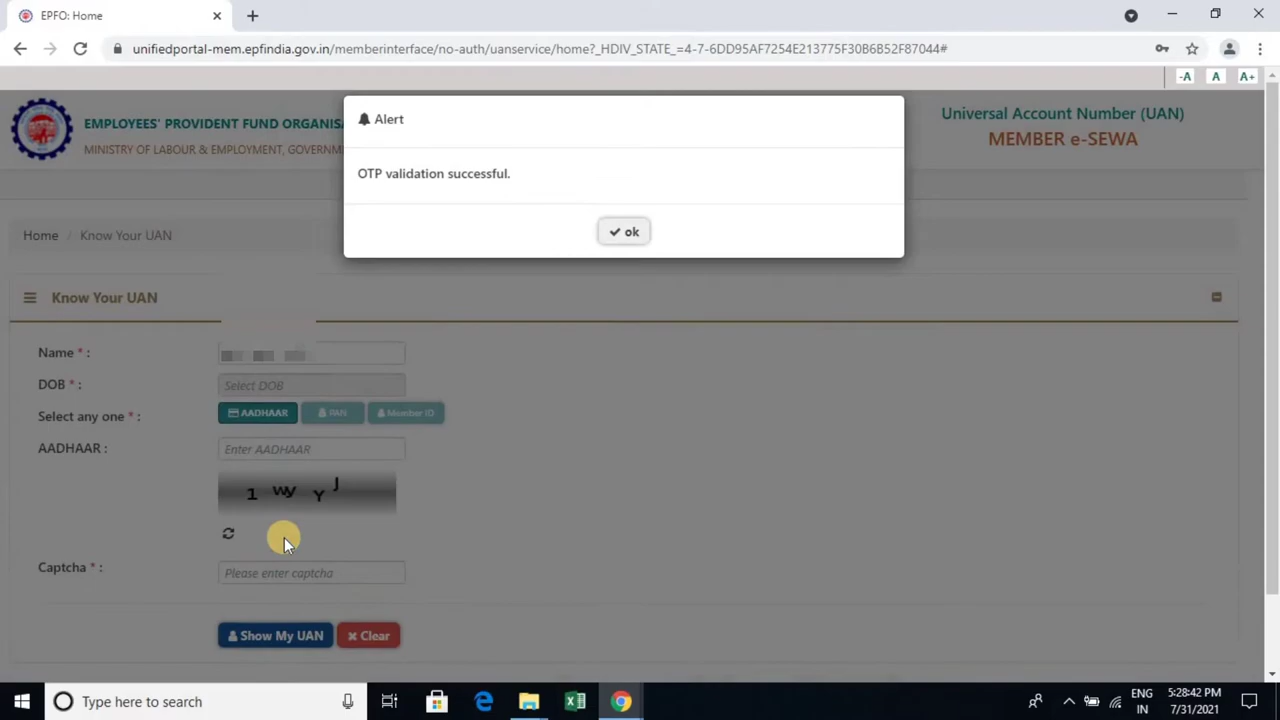 EPFO: Home
unifiedportal-mem.epfindia.gov.in/memberinterface/no-auth/uanservice/home?_HDIV_STATE_=4-7-6DD95AF7254E213775F30B6B52F87044#
-A A A+
EMPLOYEES' PROVIDENT FUND ORGANISA
MINISTRY OF LABOUR & EMPLOYMENT, GOVERNM
Universal Account Number (UAN)
MEMBER e-SEWA
Alert
OTP validation successful.
ok
Home / Know Your UAN
Know Your UAN
Name * :
DOB * : Select DOB
Select any one * : AADHAAR PAN Member ID
AADHAAR : Enter AADHAAR
1 wy Y J
Captcha * : Please enter captcha
Show My UAN Clear
Type here to search
ENG
IN
5:28:42 PM
7/31/2021